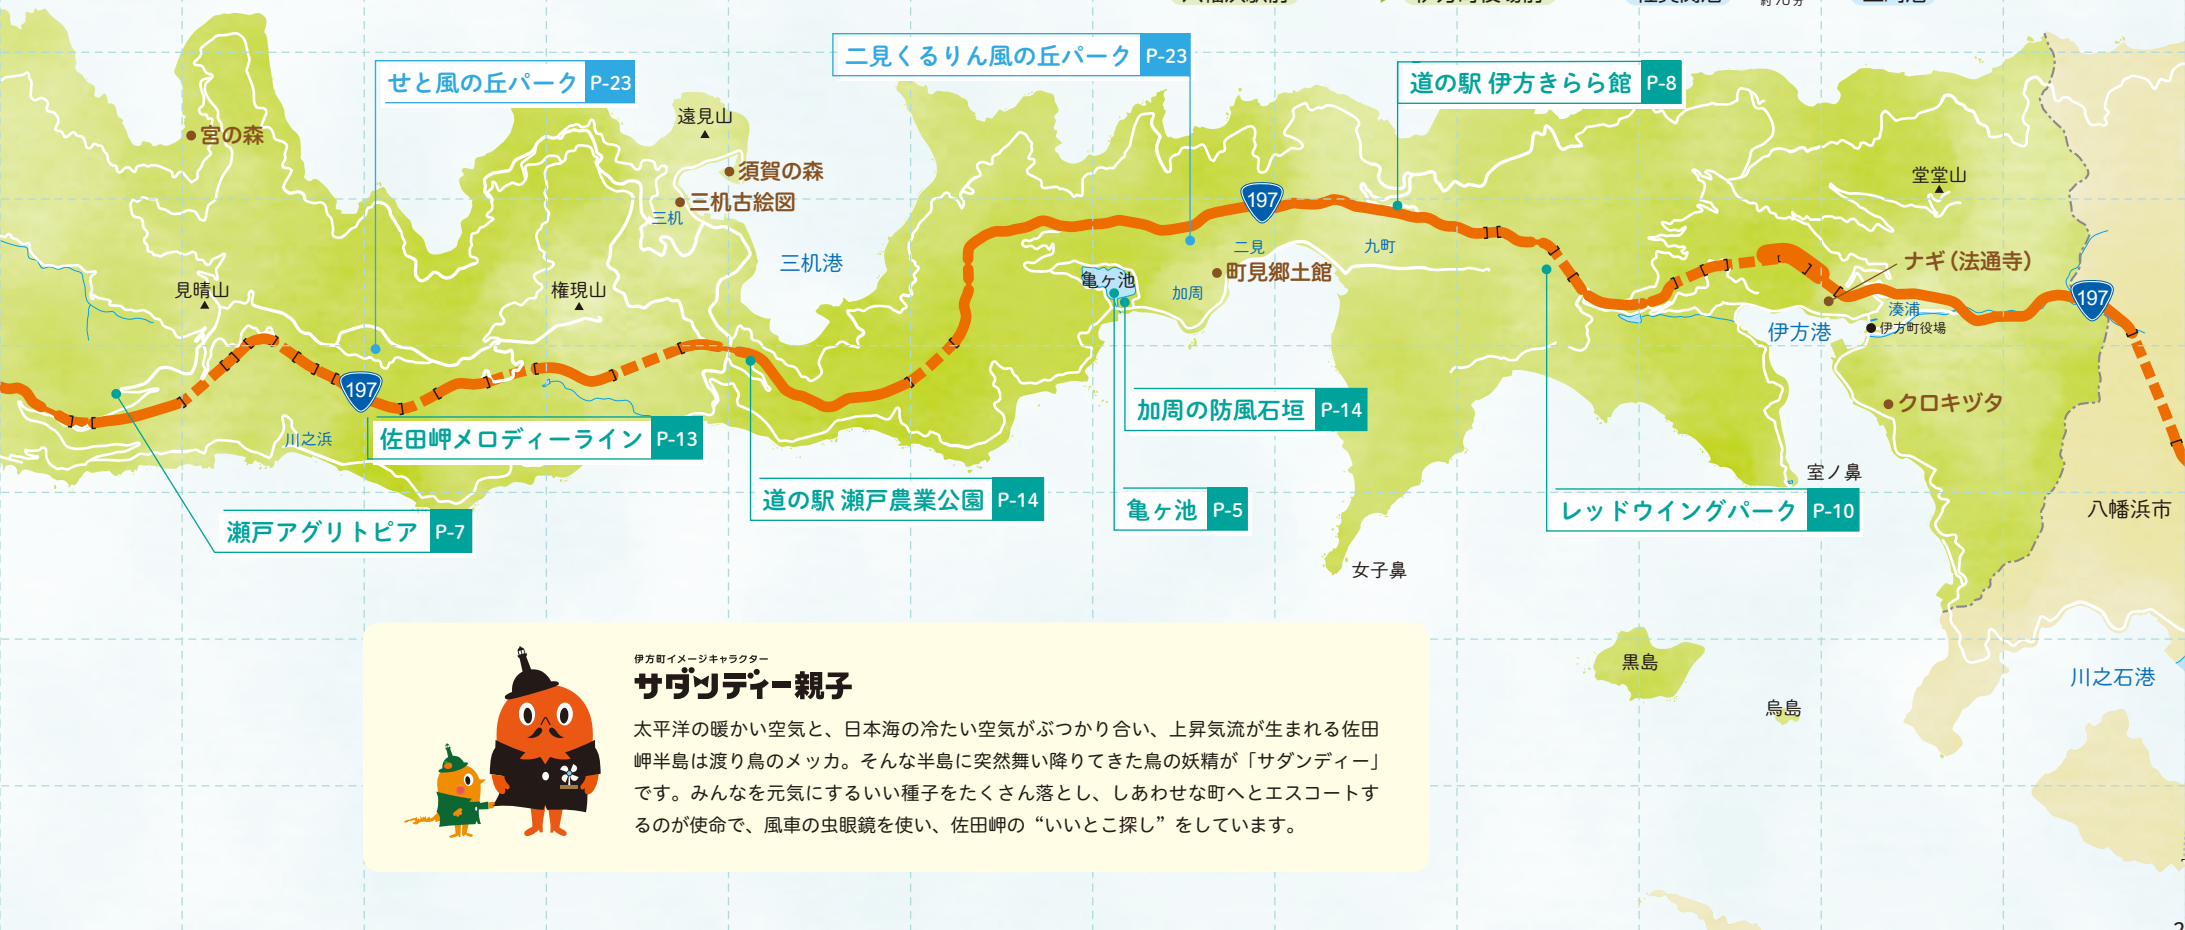 約70分
二見くるりん風の丘パーク P-23
せと風の丘パーク P-23
道の駅 伊方きらら館 P-8
遠見山
宮の森
須賀の森
三机古絵図
三机
三机港
197
堂堂山
二見
九町
ナギ(法通寺)
町見郷土館
亀ヶ池
加周
見晴山
権現山
197
湊浦
伊方町役場
伊方港
197
加周の防風石垣 P-14
クロキヅタ
川之浜
佐田岬メロディーライン P-13
室ノ鼻
道の駅 瀬戸農業公園 P-14
亀ヶ池 P-5
レッドウイングパーク P-10
八幡浜市
瀬戸アグリトピア P-7
女子鼻
黒島
烏島
川之石港
伊方町イメージキャラクター
サダンディー親子
太平洋の暖かい空気と、日本海の冷たい空気がぶつかり合い、上昇気流が生まれる佐田
岬半島は渡り鳥のメッカ。そんな半島に突然舞い降りてきた鳥の妖精が「サダンディー」
です。みんなを元気にするいい種子をたくさん落とし、しあわせな町へとエスコートす
るのが使命で、風車の虫眼鏡を使い、佐田岬の“いいとこ探し”をしています。